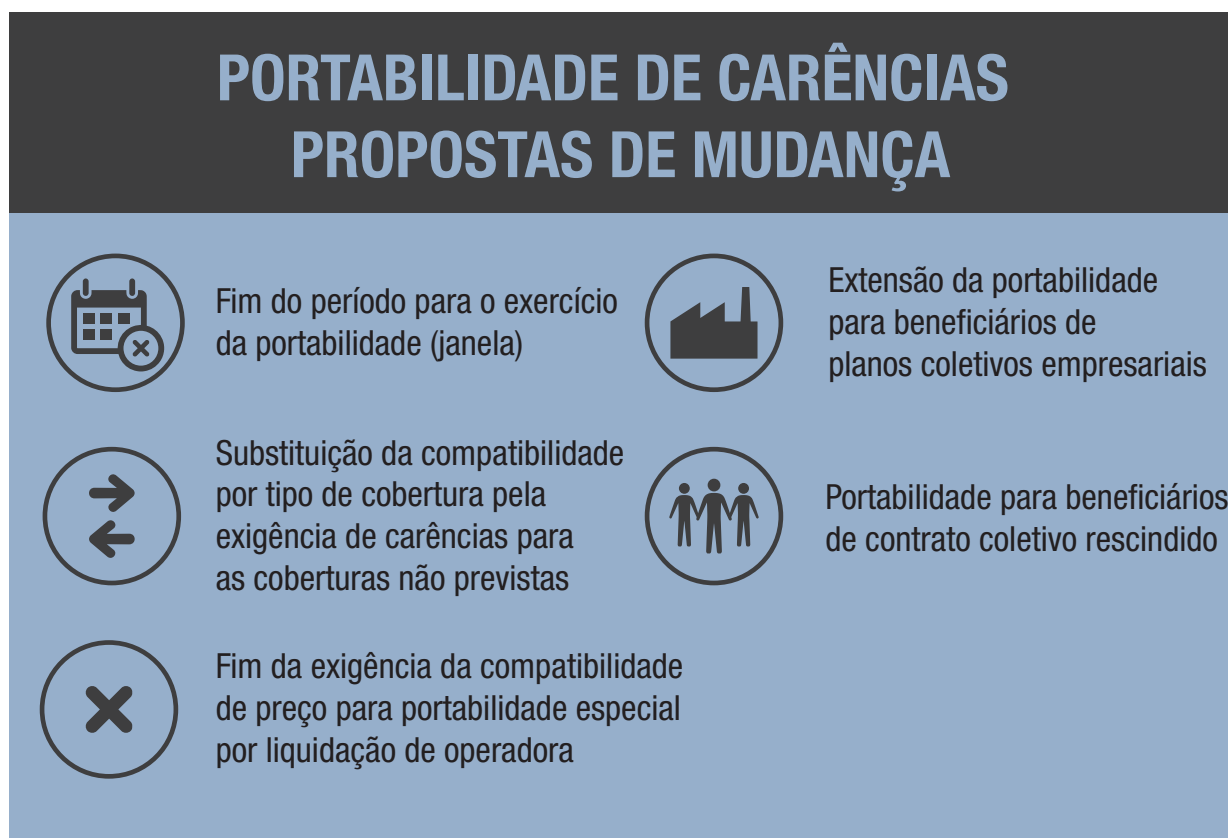 PORTABILIDADE DE CARÊNCIAS
PROPOSTAS DE MUDANÇA
Fim do período para o exercício
da portabilidade (janela)
Substituição da compatibilidade
por tipo de cobertura pela
exigência de carências para
as coberturas não previstas
Fim da exigência da compatibilidade
de preço para portabilidade especial
por liquidação de operadora
Extensão da portabilidade
para beneficiários de
planos coletivos empresariais
Portabilidade para beneficiários
de contrato coletivo rescindido